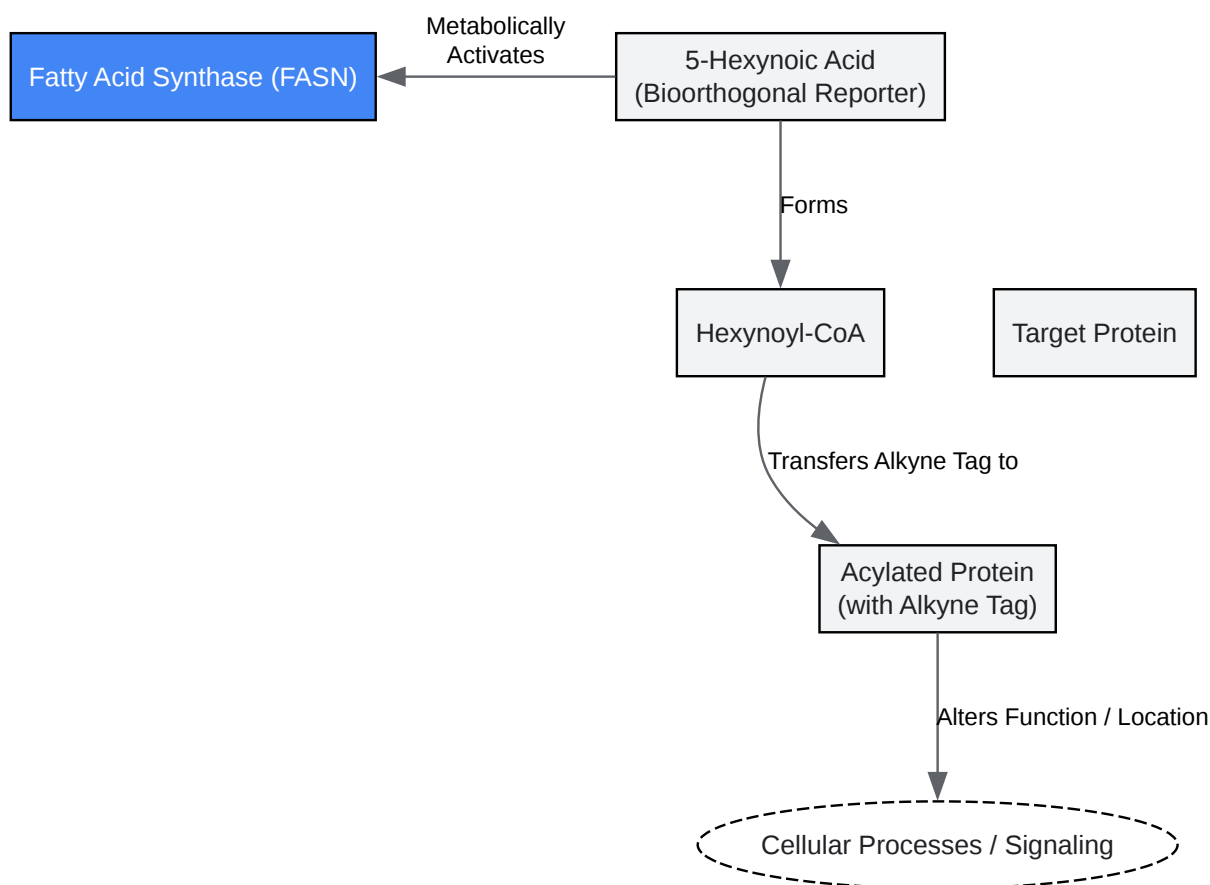 Metabolically
Activates
Fatty Acid Synthase (FASN)
5-Hexynoic Acid
(Bioorthogonal Reporter)
Forms
Hexynoyl-CoA
Target Protein
Transfers Alkyne Tag to
Acylated Protein
(with Alkyne Tag)
Alters Function / Location
Cellular Processes / Signaling